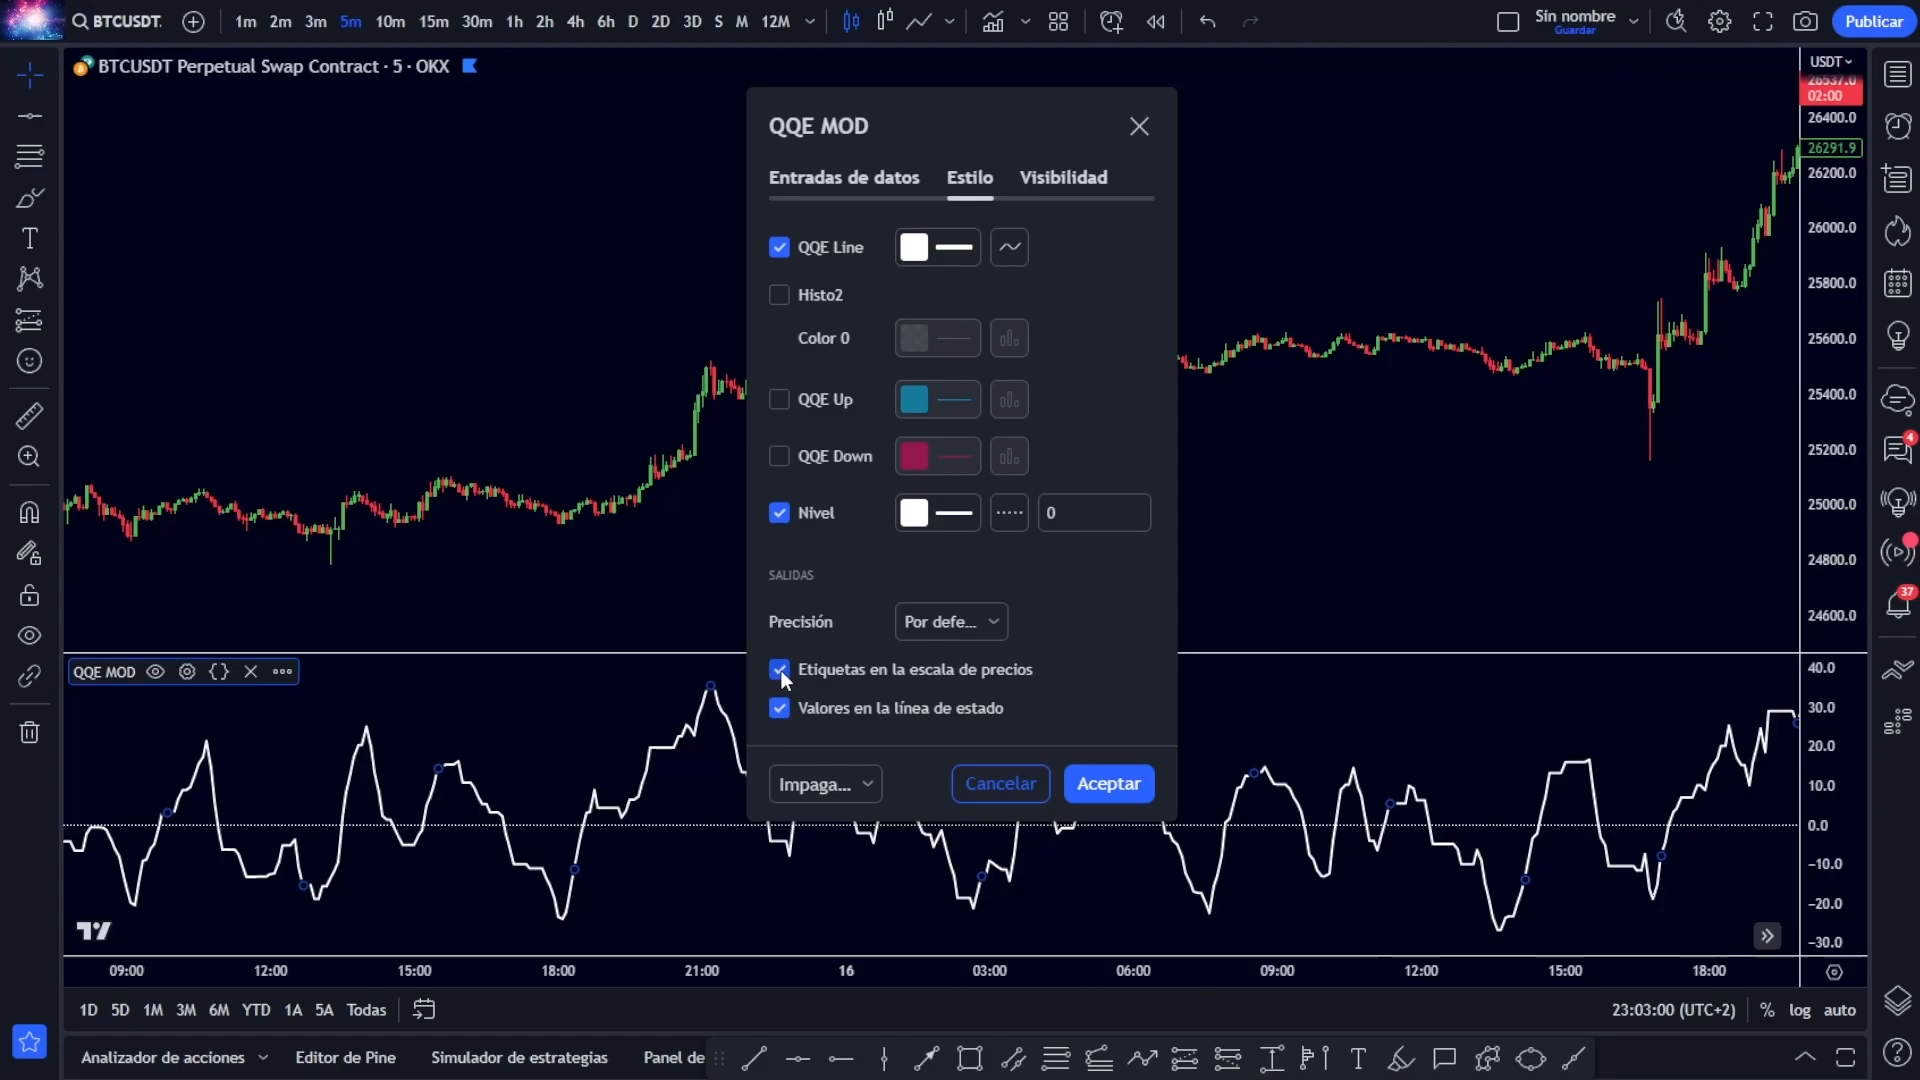 BTCUSDT.
1m 2m 3m 5m 10m 15m 30m 1h 2h 4h 6h D 2D 3D S M 12M
Sin nombre
Guardar
Publicar
BTCUSDT Perpetual Swap Contract · 5 · OKX
USDT
26537.0
02:00
26400.0
26291.9
26200.0
26000.0
25800.0
25600.0
25400.0
25200.0
25000.0
24800.0
24600.0
QQE MOD
Entradas de datos Estilo Visibilidad
QQE Line
Histo2
Color 0
QQE Up
QQE Down
Nivel 0
SALIDAS
Precisión Por defe...
Etiquetas en la escala de precios
Valores en la línea de estado
Impaga... Cancelar Aceptar
4
37
QQE MOD
40.0
30.0
20.0
10.0
0.0
−10.0
−20.0
−30.0
09:00 12:00 15:00 18:00 21:00 16 03:00 06:00 09:00 12:00 15:00 18:00
1D 5D 1M 3M 6M YTD 1A 5A Todas
23:03:00 (UTC+2) % log auto
Analizador de acciones Editor de Pine Simulador de estrategias Panel de